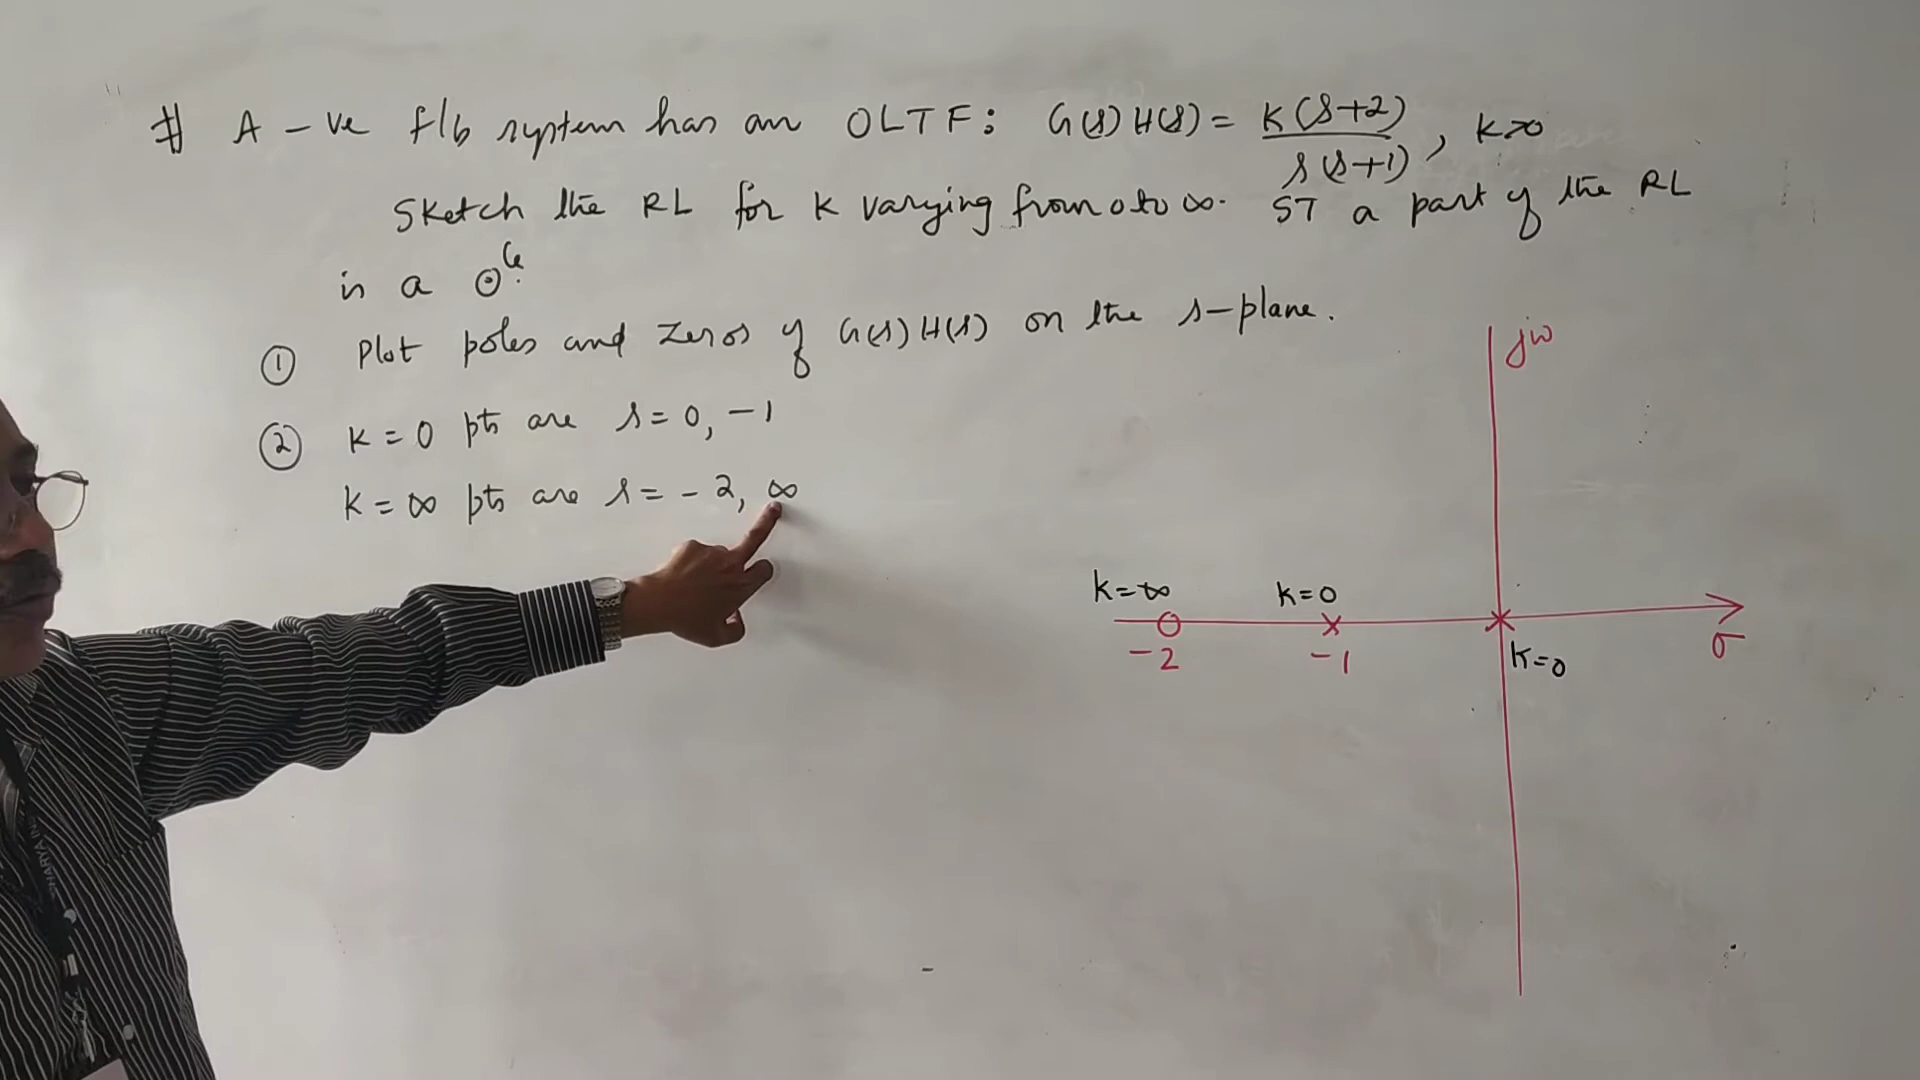 # A -ve f/b system has an OLTF: G(s)H(s) = K(s+2)/s(s+1), K>0
Sketch the RL for K varying from 0 to ∞. ST a part of the RL
is a ⊙le.
① Plot poles and zeros of G(s)H(s) on the s-plane.
② K = 0 pts are s = 0, -1
K = ∞ pts are s = -2, ∞
jω
K=∞
K=0
-2
-1
K=0
σ